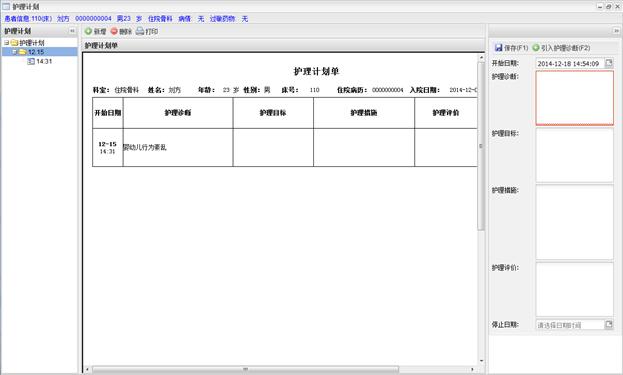 护理计划
患者信息:110(床) 刘方 0000000004 男23 岁 住院骨科 病情: 无 过敏药物: 无
护理计划
护理计划
12.15
14:31
新增 删除 打印
护理计划单
护理计划单
科室: 住院骨科 姓名: 刘方 年龄: 23 岁 性别: 男 床号: 110 住院病历: 0000000004 入院日期: 2014-12-0
开始日期 护理诊断 护理目标 护理措施 护理评价
12-15
14:31
婴幼儿行为紊乱
保存(F1) 引入护理诊断(F2)
开始日期: 2014-12-18 14:54:09
护理诊断:
护理目标:
护理措施:
护理评价:
停止日期: 请选择日期时间